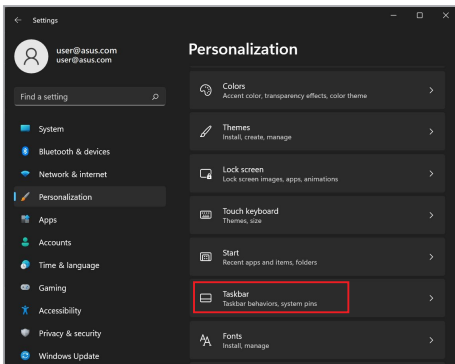 Settings
user@asus.com
user@asus.com
Find a setting
System
Bluetooth & devices
Network & internet
Personalization
Apps
Accounts
Time & language
Gaming
Accessibility
Privacy & security
Windows Update
Personalization
Colors
Accent color, transparency effects, color theme
Themes
Install, create, manage
Lock screen
Lock screen images, apps, animations
Touch keyboard
Themes, size
Start
Recent apps and items, folders
Taskbar
Taskbar behaviors, system pins
Fonts
Install, manage